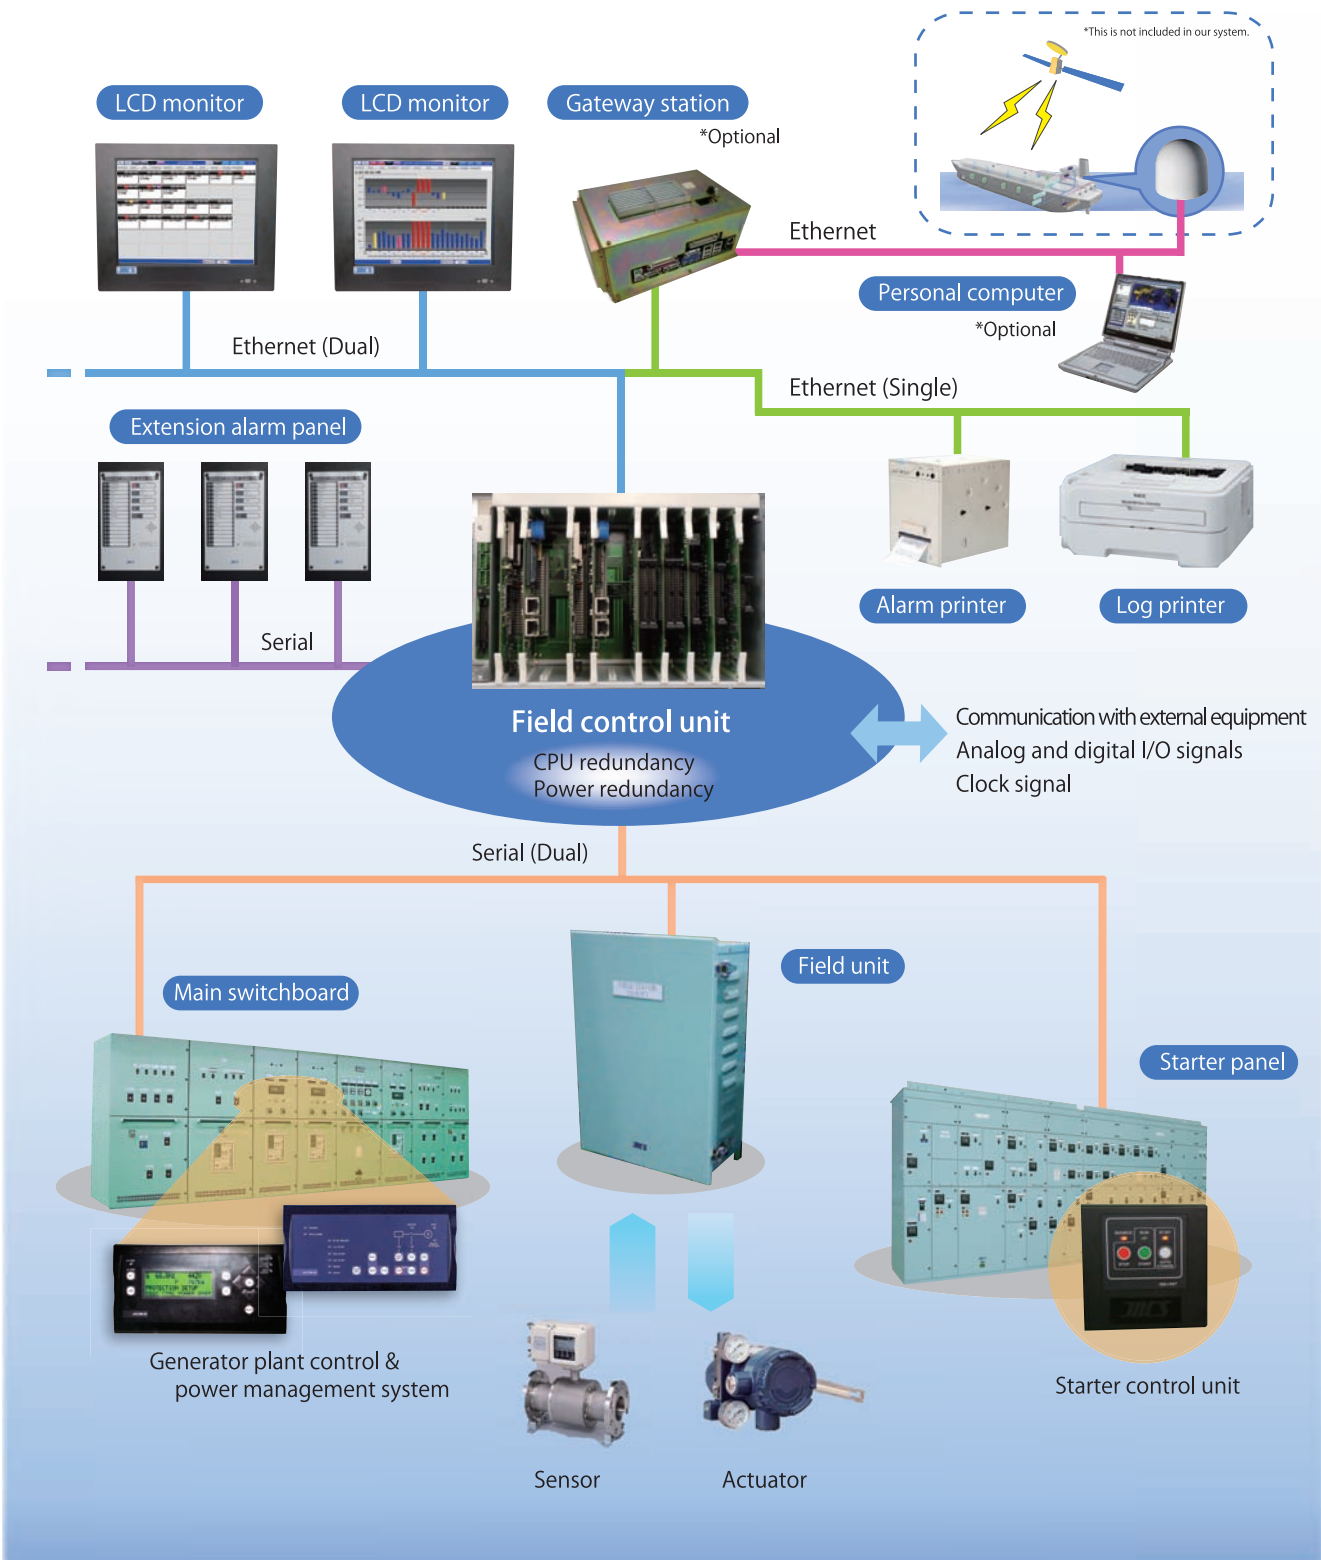 *This is not included in our system.
LCD monitor
LCD monitor
Gateway station
*Optional
Ethernet
Personal computer
*Optional
Ethernet (Dual)
Ethernet (Single)
Extension alarm panel
Alarm printer
Log printer
Serial
Field control unit
CPU redundancy
Power redundancy
Communication with external equipment
Analog and digital I/O signals
Clock signal
Serial (Dual)
Field unit
Main switchboard
Starter panel
Generator plant control &
power management system
Starter control unit
Sensor
Actuator